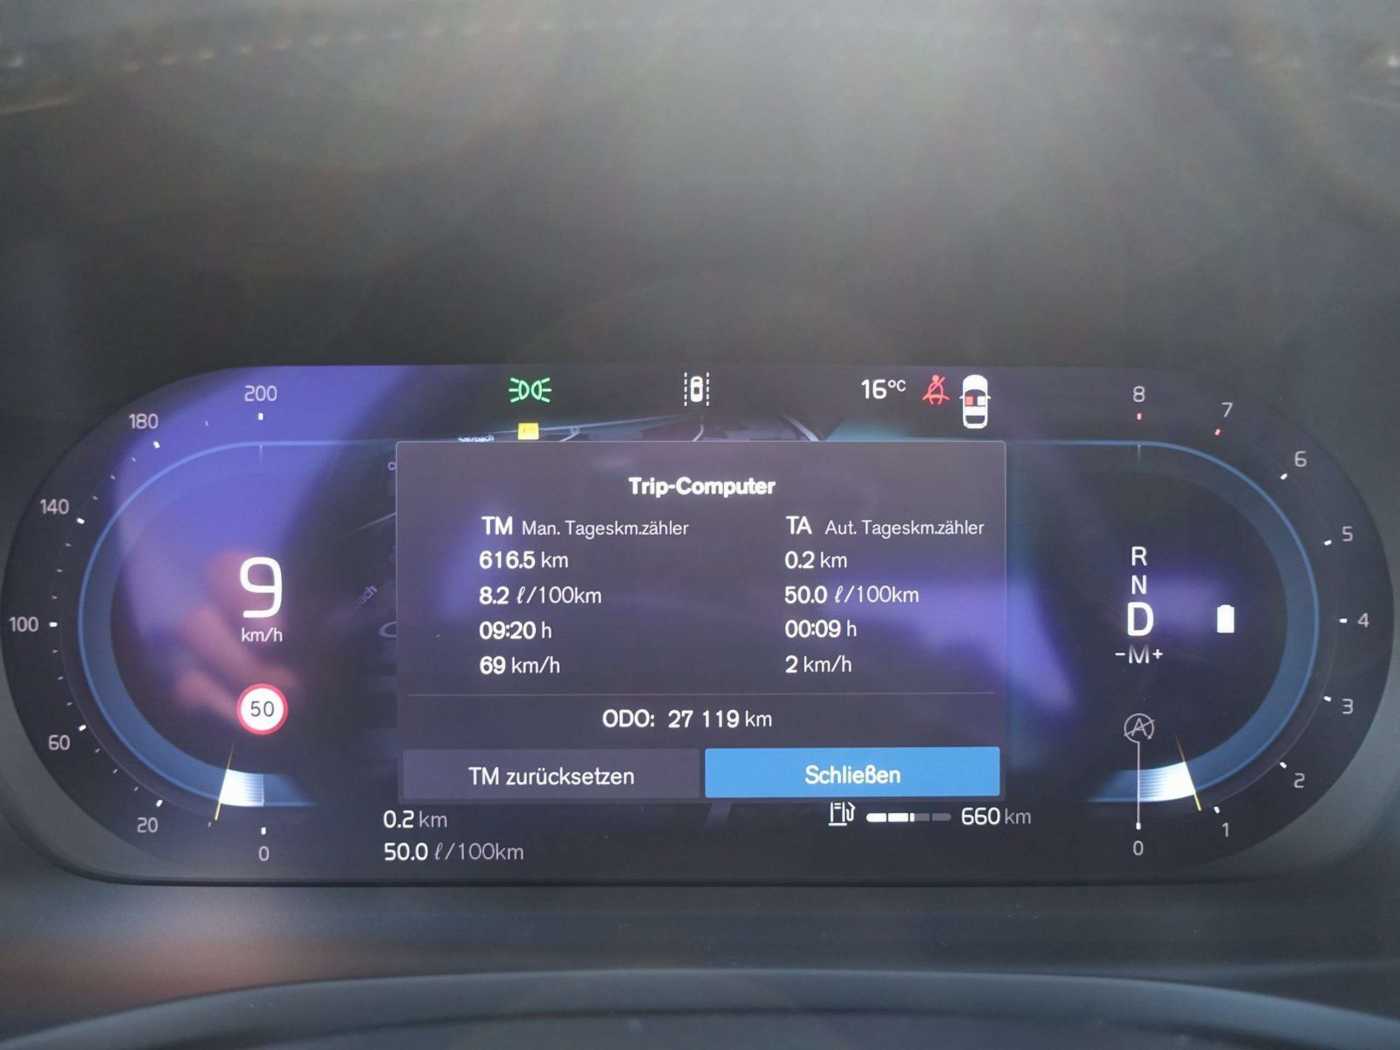 200
180
140
100
60
20
0
9
km/h
50
16°C
Trip-Computer
TM Man. Tageskm.zähler
616.5 km
8.2 ℓ/100km
09:20 h
69 km/h
TA Aut. Tageskm.zähler
0.2 km
50.0 ℓ/100km
00:09 h
2 km/h
ODO: 27 119 km
TM zurücksetzen
Schließen
0.2 km
50.0 ℓ/100km
660 km
R
N
D
-M+
A
8
7
6
5
4
3
2
1
0